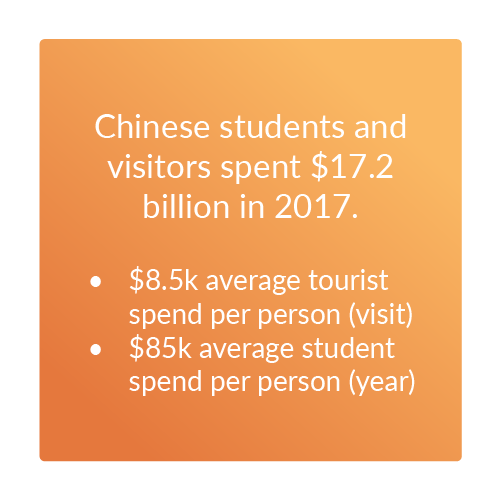 Chinese students and
visitors spent $17.2
billion in 2017.
• $8.5k average tourist
spend per person (visit)
• $85k average student
spend per person (year)